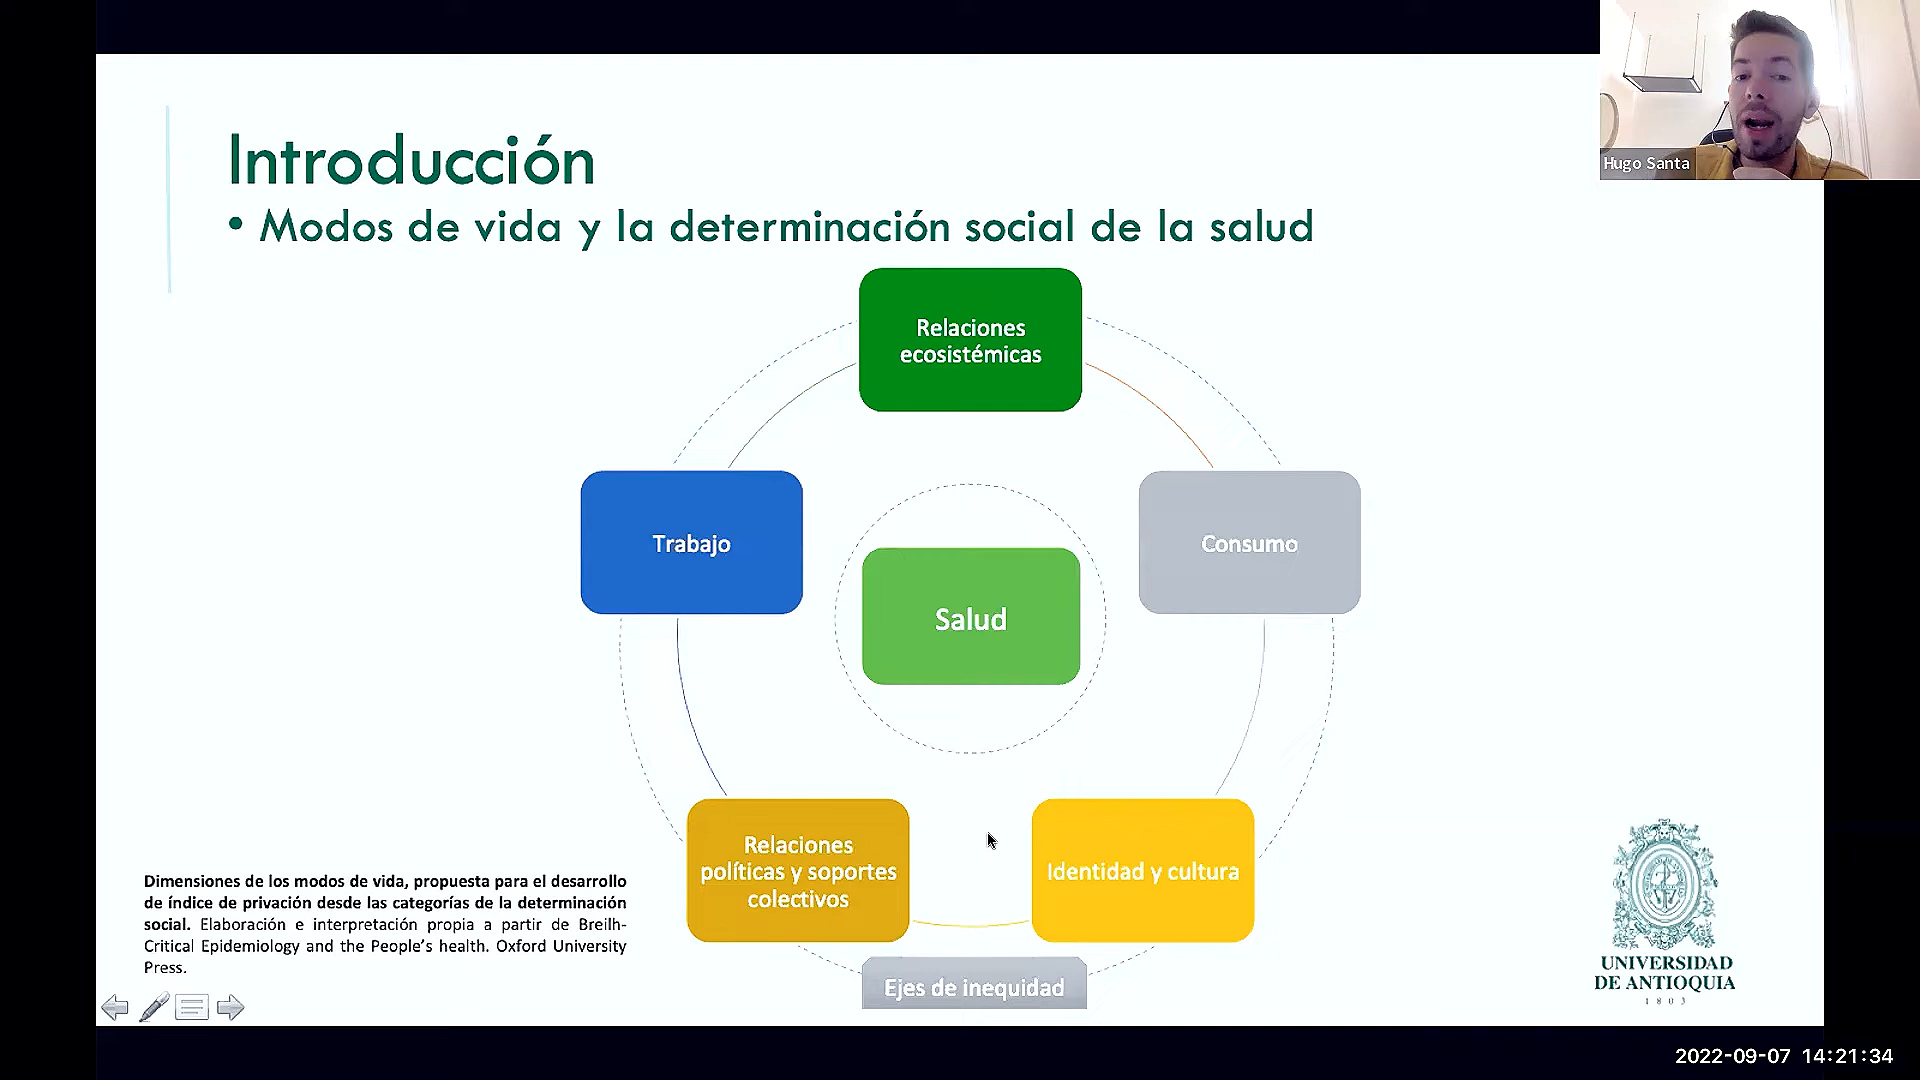 Introducción
• Modos de vida y la determinación social de la salud
Hugo Santa
Relaciones
ecosistémicas
Trabajo
Consumo
Salud
Relaciones
políticas y soportes
colectivos
Identidad y cultura
Ejes de inequidad
Dimensiones de los modos de vida, propuesta para el desarrollo
de índice de privación desde las categorías de la determinación
social. Elaboración e interpretación propia a partir de Breilh-
Critical Epidemiology and the People's health. Oxford University
Press.
UNIVERSIDAD
DE ANTIOQUIA
1803
2022-09-07 14:21:34